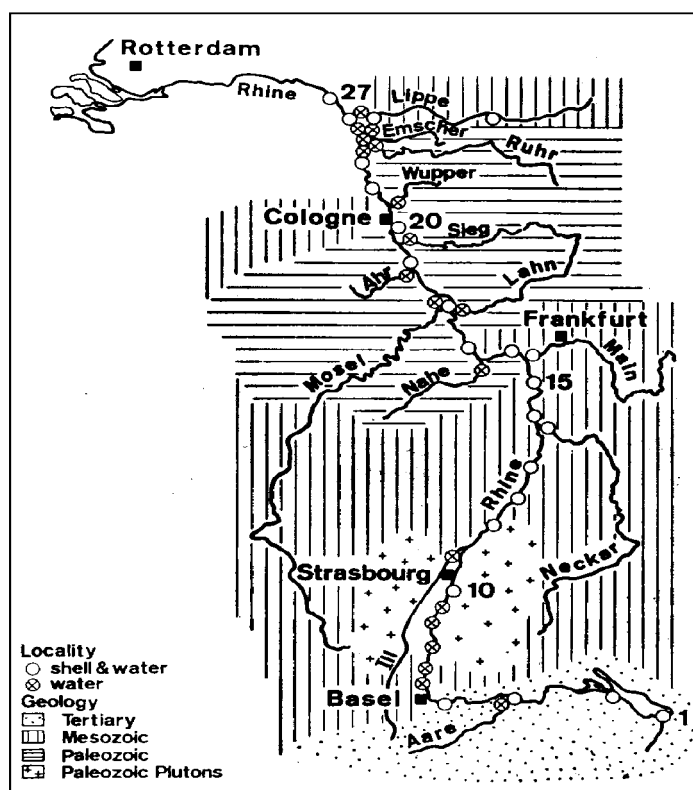 Rotterdam
Rhine
27
Lippe
Emscher
Ruhr
Wupper
Cologne
20
Sieg
Ahr
Lahn
Frankfurt
Main
Mosel
Nahe
15
Rhine
Neckar
Strasbourg
10
Ill
Locality
shell & water
water
Geology
Tertiary
Mesozoic
Paleozoic
Paleozoic Plutons
Basel
Aare
1